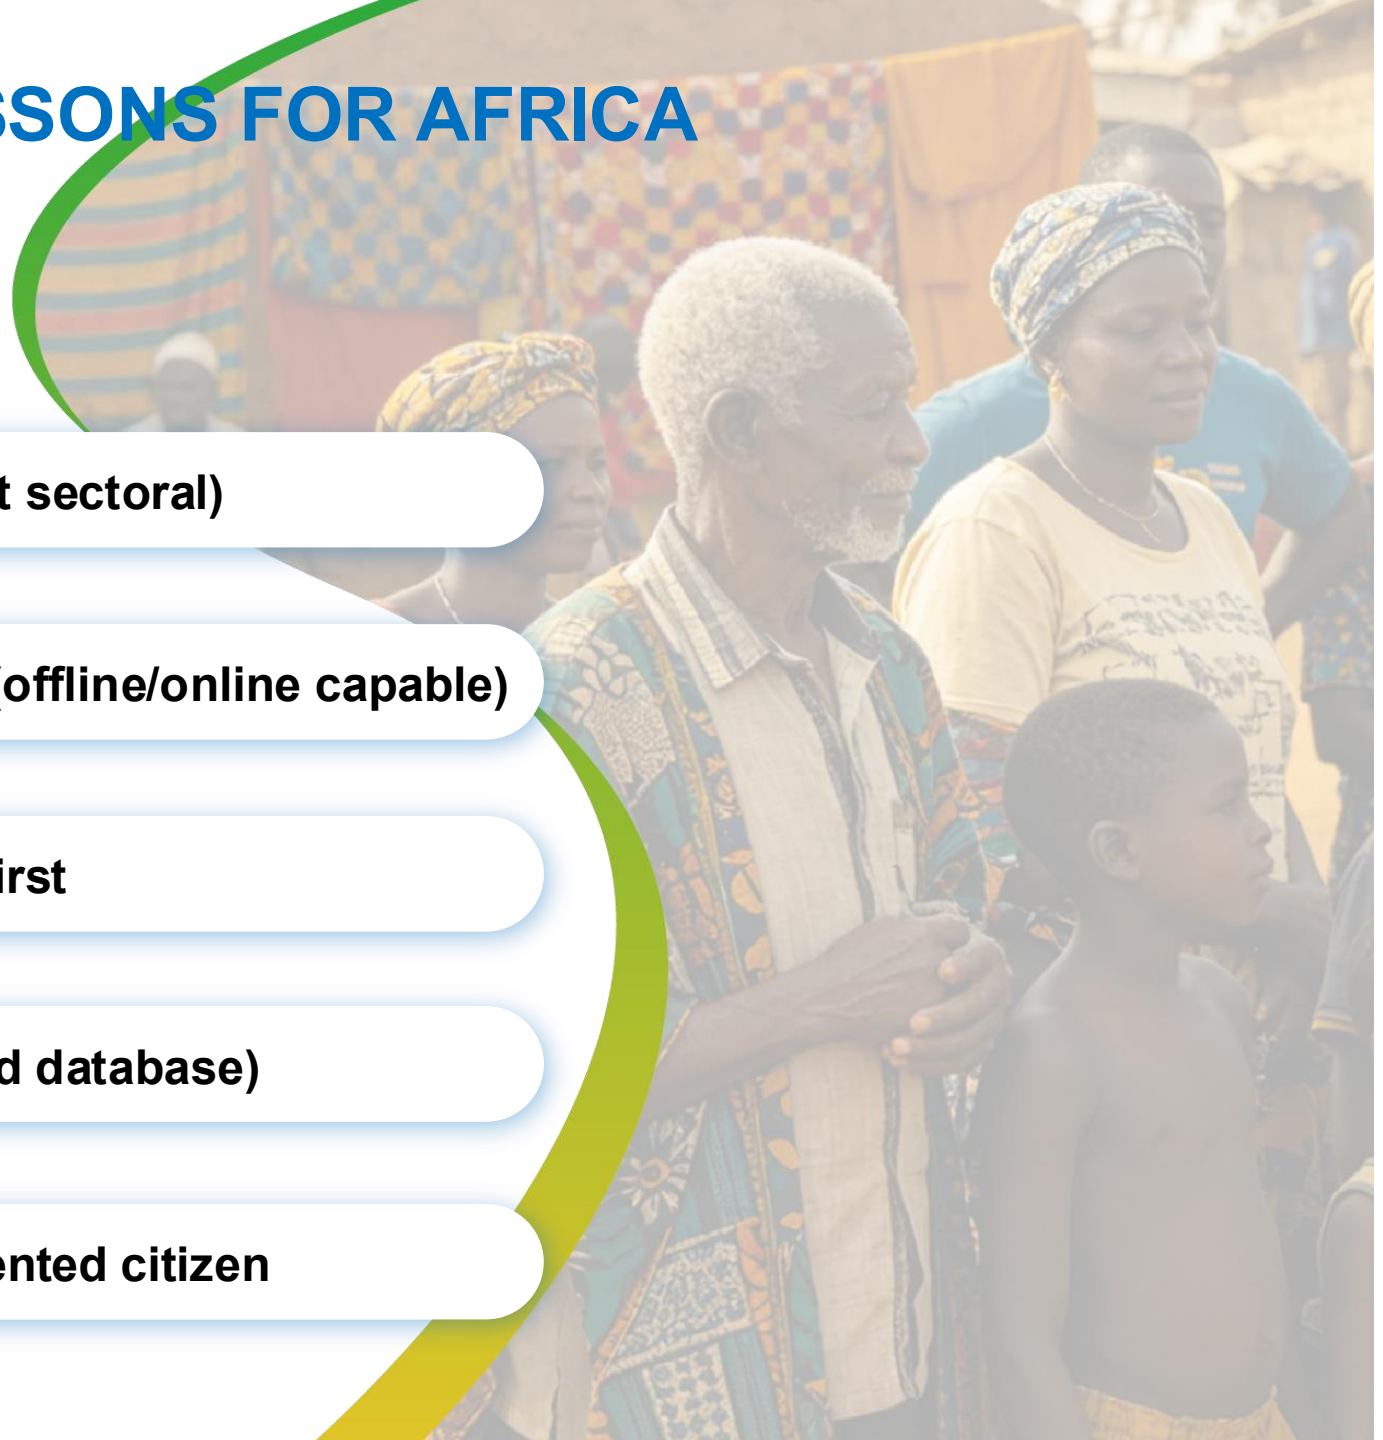 SSONS FOR AFRICA
t sectoral)
(offline/online capable)
irst
d database)
ented citizen